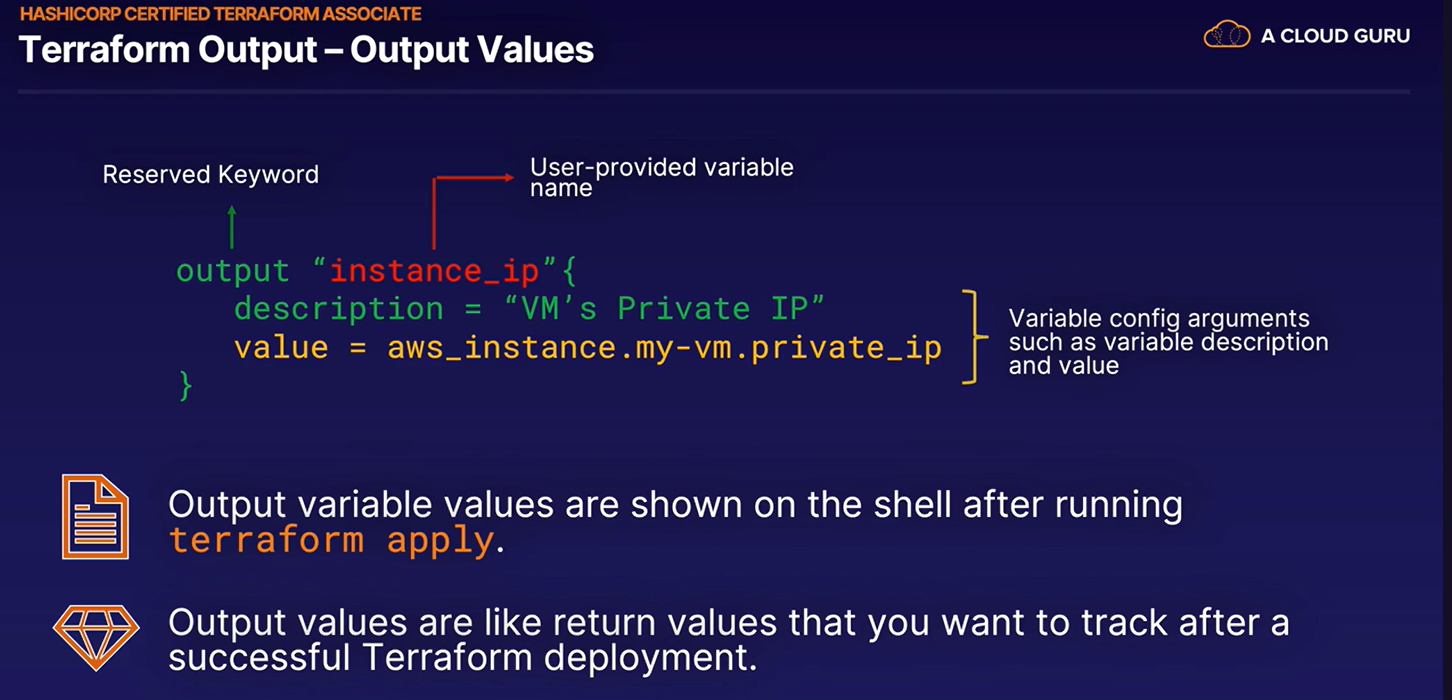 HASHICORP CERTIFIED TERRAFORM ASSOCIATE
Terraform Output – Output Values
A CLOUD GURU
Reserved Keyword
User-provided variable
name
output “instance_ip”{
description = “VM’s Private IP”
value = aws_instance.my-vm.private_ip
}
Variable config arguments
such as variable description
and value
Output variable values are shown on the shell after running
terraform apply.
Output values are like return values that you want to track after a
successful Terraform deployment.